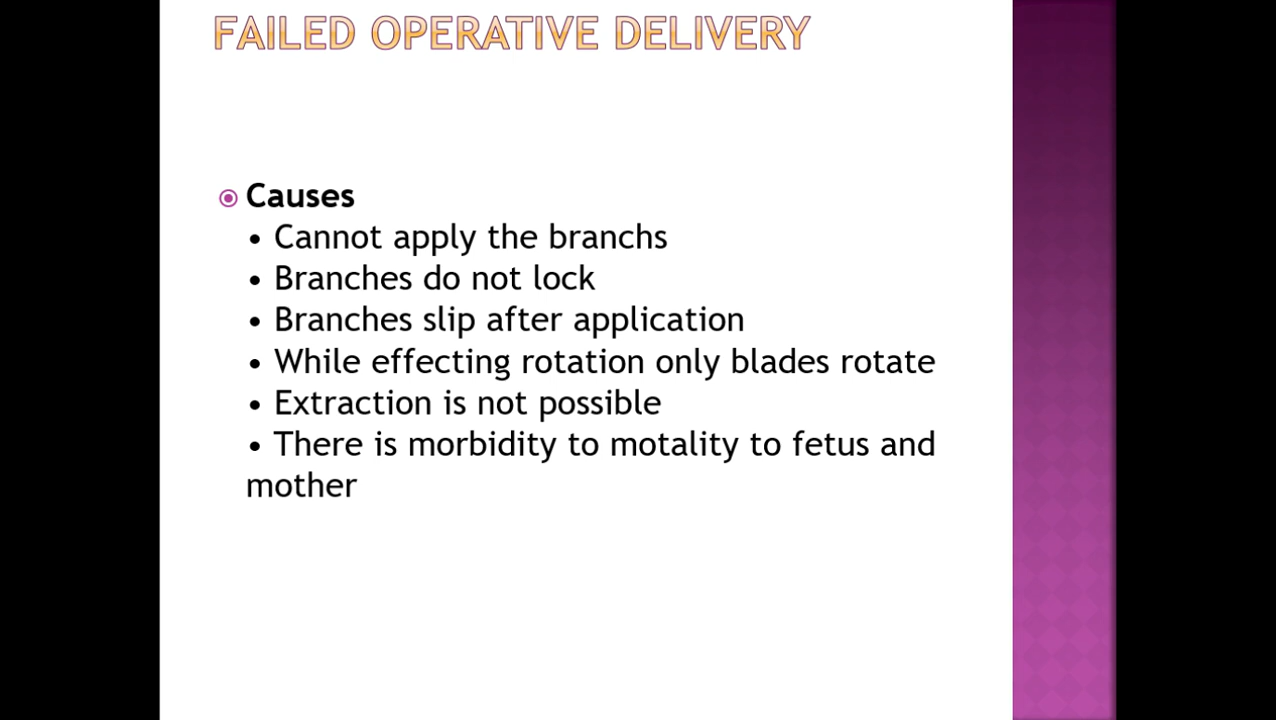 FAILED OPERATIVE DELIVERY
Causes
• Cannot apply the branchs
• Branches do not lock
• Branches slip after application
• While effecting rotation only blades rotate
• Extraction is not possible
• There is morbidity to motality to fetus and
mother